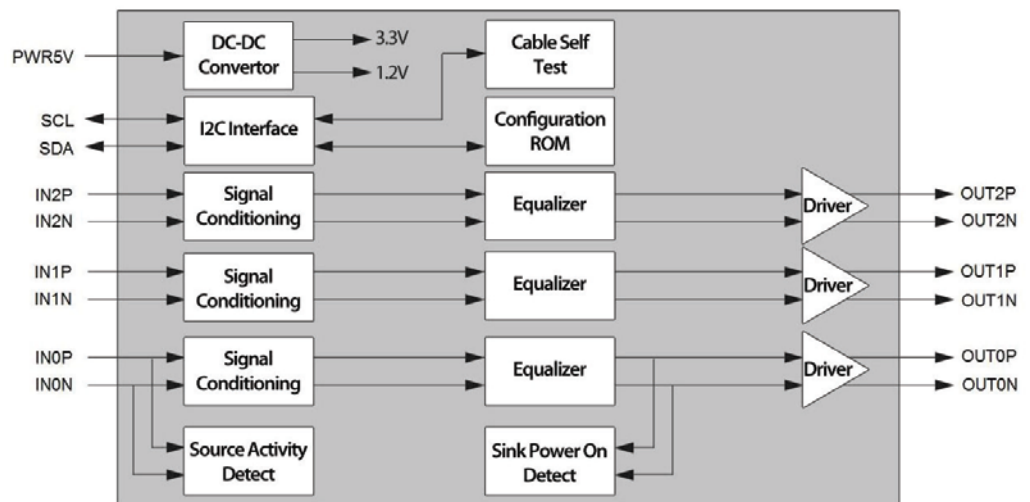 PWR5V
DC-DC
Convertor
3.3V
1.2V
Cable Self
Test
SCL
SDA
I2C Interface
Configuration
ROM
IN2P
IN2N
Signal
Conditioning
Equalizer
Driver
OUT2P
OUT2N
IN1P
IN1N
Signal
Conditioning
Equalizer
Driver
OUT1P
OUT1N
IN0P
IN0N
Signal
Conditioning
Equalizer
Driver
OUT0P
OUT0N
Source Activity
Detect
Sink Power On
Detect